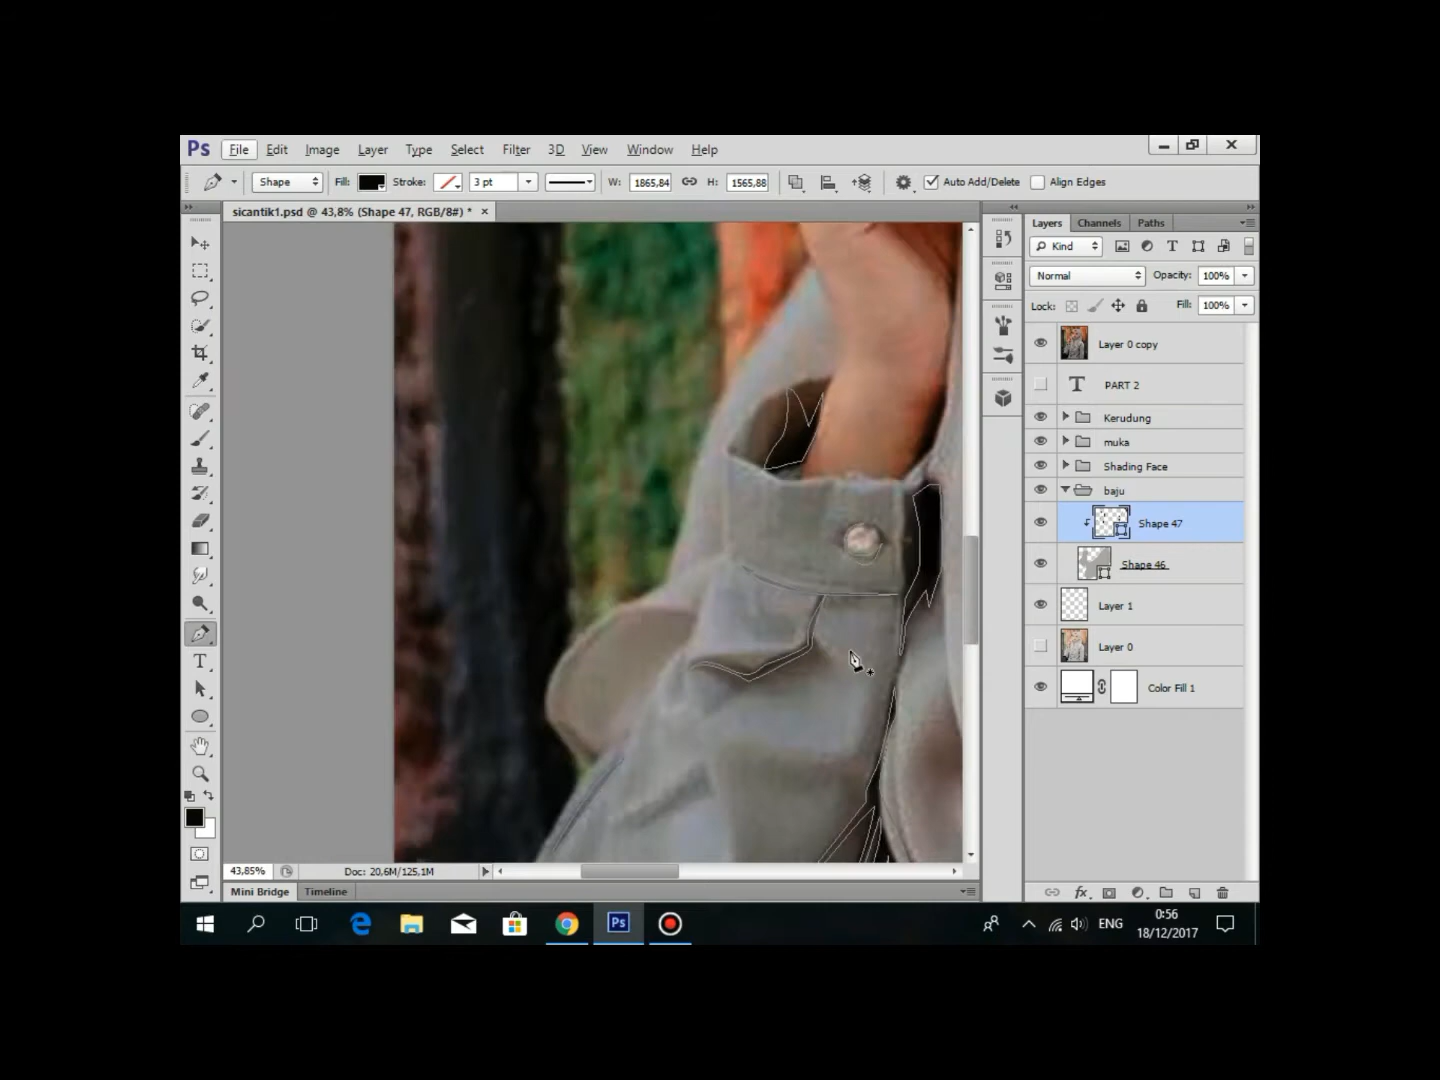 Ps File Edit Image Layer Type Select Filter 3D View Window Help
Shape Fill: Stroke: 3 pt W: 1865,84 H: 1565,88 Auto Add/Delete Align Edges
sicantik1.psd @ 43,8% (Shape 47, RGB/8#) * ×
Layers Channels Paths
Kind
Normal Opacity: 100%
Lock: Fill: 100%
Layer 0 copy
T PART 2
Kerudung
muka
Shading Face
baju
Shape 47
Shape 46
Layer 1
Layer 0
Color Fill 1
43,85% Doc: 20,6M/125,1M
Mini Bridge Timeline
fx
Ps ENG 0:56
18/12/2017